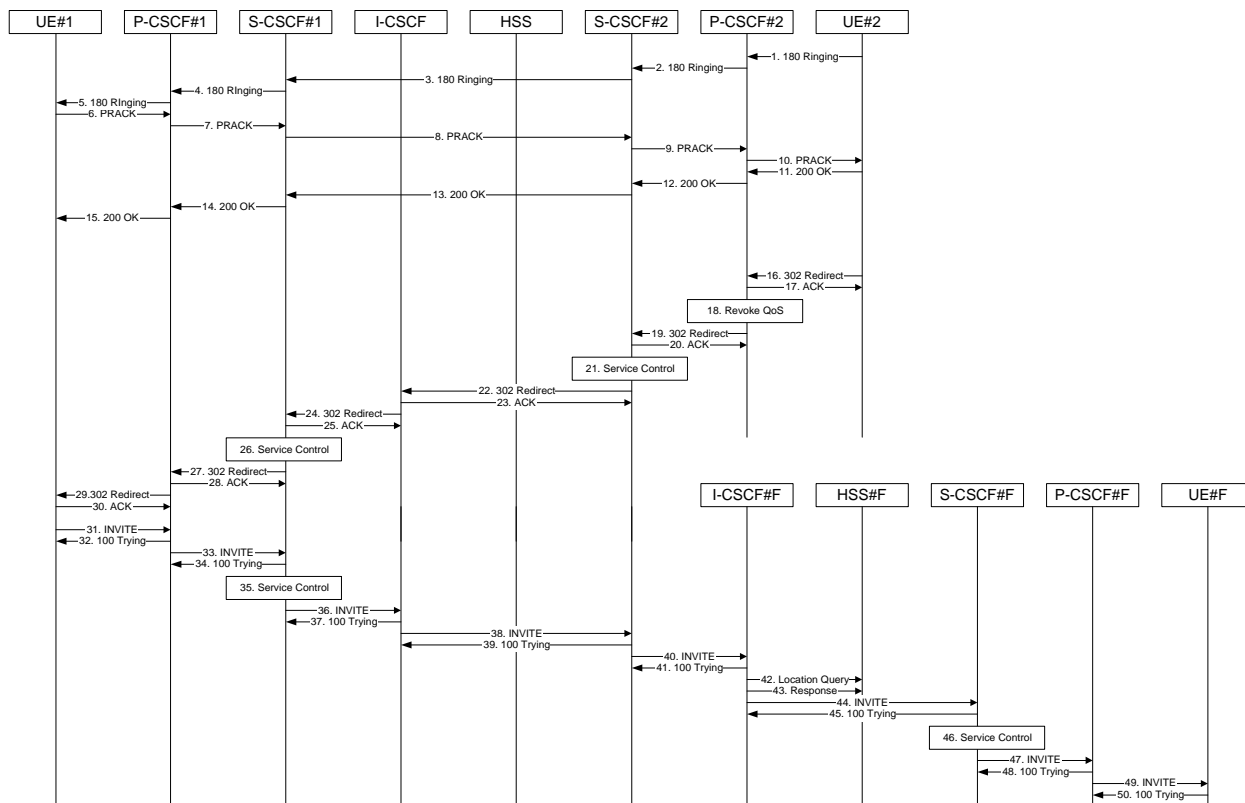 UE#1
P-CSCF#1
S-CSCF#1
I-CSCF
HSS
S-CSCF#2
P-CSCF#2
UE#2
1. 180 Ringing
2. 180 Ringing
3. 180 Ringing
4. 180 RInging
5. 180 RInging
6. PRACK
7. PRACK
8. PRACK
9. PRACK
10. PRACK
11. 200 OK
12. 200 OK
13. 200 OK
14. 200 OK
15. 200 OK
16. 302 Redirect
17. ACK
18. Revoke QoS
19. 302 Redirect
20. ACK
21. Service Control
22. 302 Redirect
23. ACK
24. 302 Redirect
25. ACK
26. Service Control
27. 302 Redirect
28. ACK
29.302 Redirect
30. ACK
I-CSCF#F
HSS#F
S-CSCF#F
P-CSCF#F
UE#F
31. INVITE
32. 100 Trying
33. INVITE
34. 100 Trying
35. Service Control
36. INVITE
37. 100 Trying
38. INVITE
39. 100 Trying
40. INVITE
41. 100 Trying
42. Location Query
43. Response
44. INVITE
45. 100 Trying
46. Service Control
47. INVITE
48. 100 Trying
49. INVITE
50. 100 Trying